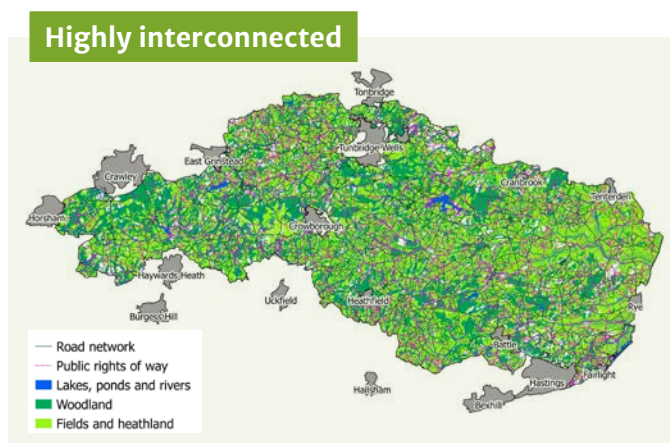 Highly interconnected
Tonbridge
Tunbridge Wells
East Grinstead
Crawley
Cranbrook
Tenterden
Horsham
Crowborough
Haywards Heath
Uckfield
Heathfield
Rye
Burgess Hill
Battle
Fairlight
Hailsham
Hastings
Bexhill
Road network
Public rights of way
Lakes, ponds and rivers
Woodland
Fields and heathland